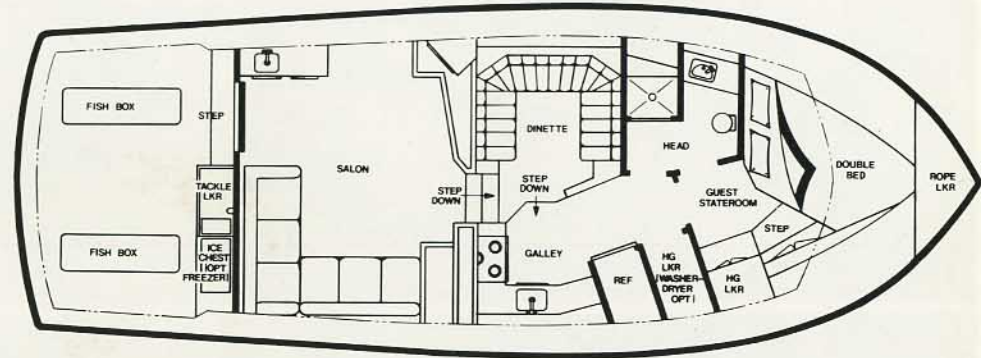 FISH BOX
STEP
TACKLE
LKR
ICE
CHEST
(OPT
FREEZER)
FISH BOX
SALON
STEP
DOWN
DINETTE
STEP
DOWN
GALLEY
REF
HEAD
GUEST
STATEROOM
HG
LKR
(WASHER
DRYER
OPT)
HG
LKR
STEP
DOUBLE
BED
ROPE
LKR